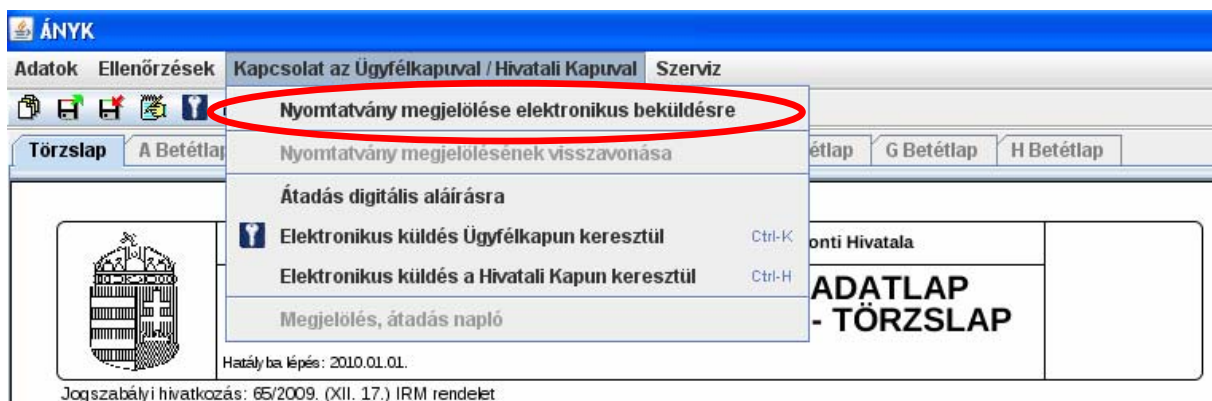 ÁNYK
Adatok Ellenőrzések Kapcsolat az Ügyfélkapuval / Hivatali Kapuval Szerviz
Nyomtatvány megjelölése elektronikus beküldésre
Törzslap A Betétlap étlap G Betétlap H Betétlap
Nyomtatvány megjelölésének visszavonása
Átadás digitális aláírásra
Elektronikus küldés Ügyfélkapun keresztül Ctrl-K
onti Hivatala
Elektronikus küldés a Hivatali Kapun keresztül Ctrl-H
ADATLAP
Megjelölés, átadás napló
- TÖRZSLAP
Hatályba lépés: 2010.01.01.
Jogszabályi hivatkozás: 65/2009. (XII. 17.) IRM rendelet